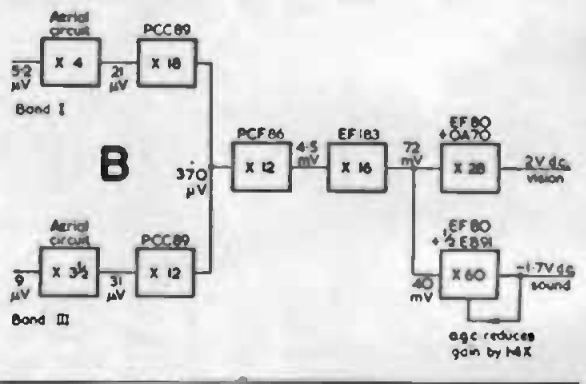 Aerial
circuit
PCC89
X 4
X 18
5·2
μV
21
μV
Band I
B
PCF86
EF183
EF80
+OA70
4·5
mV
72
mV
370
μV
X 12
X 16
X 28
2V d.c.
vision
Aerial
circuit
PCC89
EF80
+½EB91
X 3½
X 12
X 60
9
μV
31
μV
40
mV
-1·7V d.c.
sound
Band III
a.g.c reduces
gain by